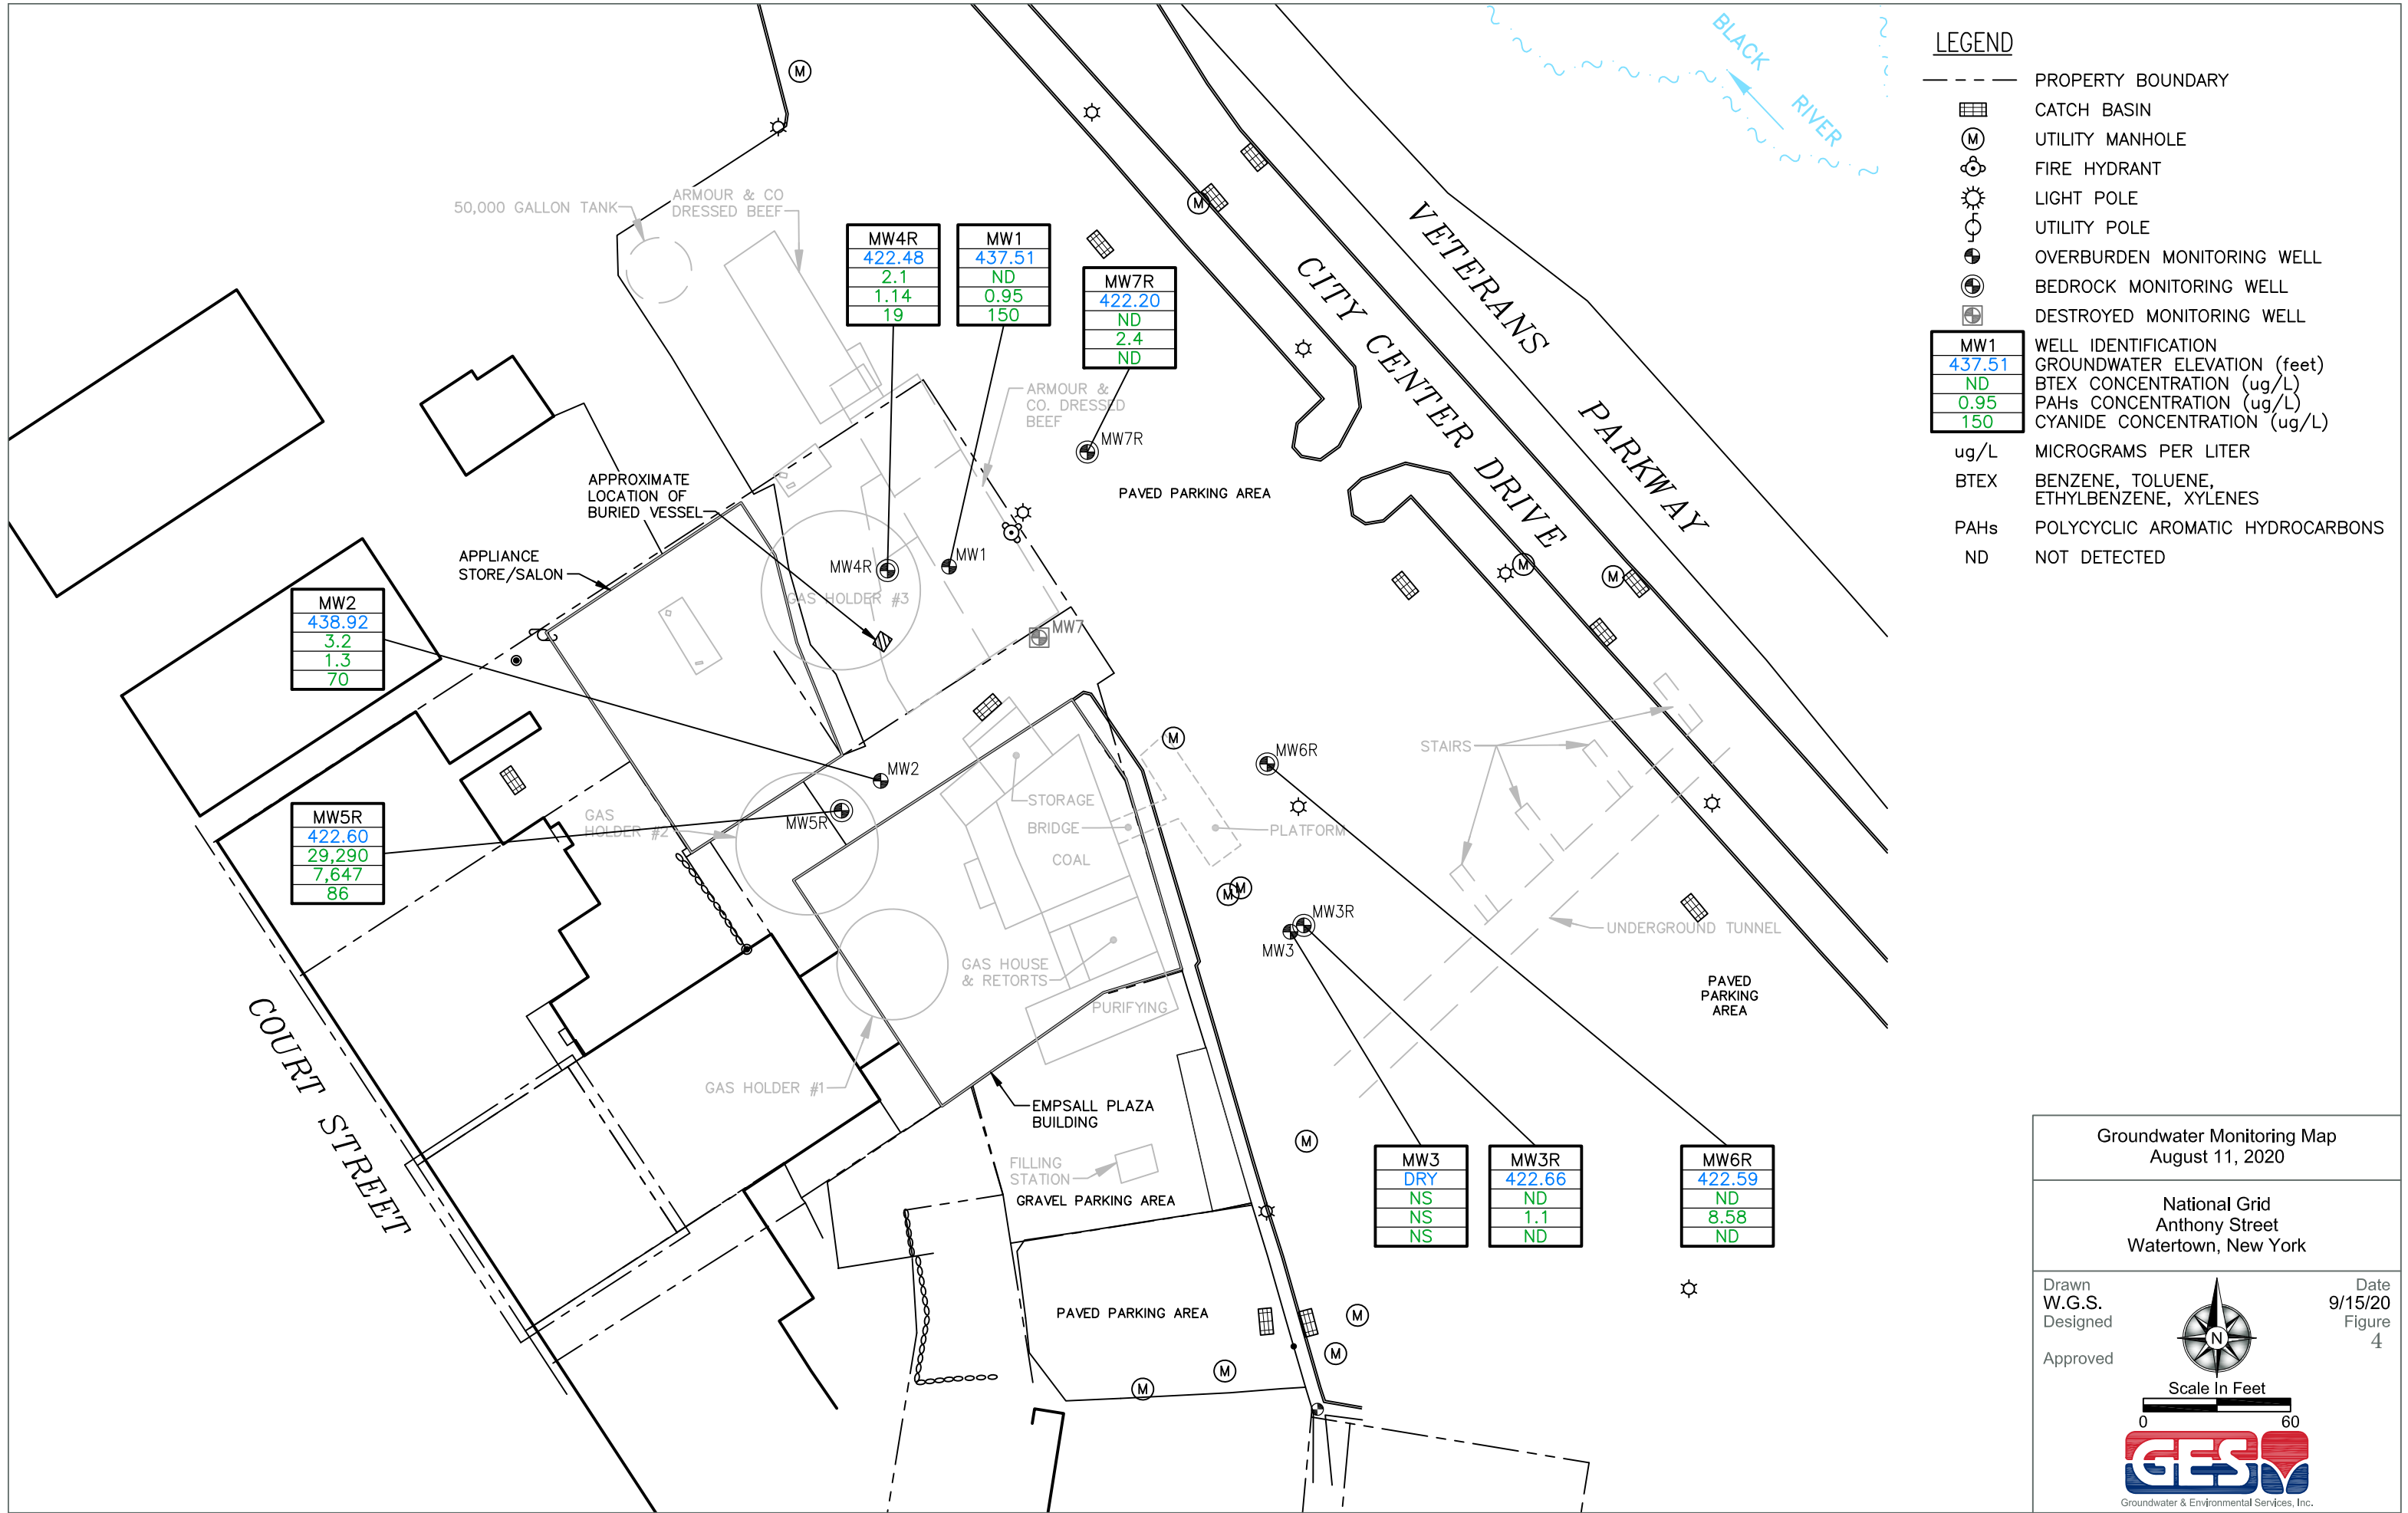 BLACK
RIVER
LEGEND
PROPERTY BOUNDARY
CATCH BASIN
M UTILITY MANHOLE
FIRE HYDRANT
LIGHT POLE
UTILITY POLE
OVERBURDEN MONITORING WELL
BEDROCK MONITORING WELL
DESTROYED MONITORING WELL
MW1 WELL IDENTIFICATION
437.51 GROUNDWATER ELEVATION (feet)
ND BTEX CONCENTRATION (ug/L)
0.95 PAHs CONCENTRATION (ug/L)
150 CYANIDE CONCENTRATION (ug/L)
ug/L MICROGRAMS PER LITER
BTEX BENZENE, TOLUENE,
ETHYLBENZENE, XYLENES
PAHs POLYCYCLIC AROMATIC HYDROCARBONS
ND NOT DETECTED
M
M
M
M
M
M
M
M
M
M
M
M
M
50,000 GALLON TANK
ARMOUR & CO
DRESSED BEEF
MW4R
422.48
2.1
1.14
19
MW1
437.51
ND
0.95
150
MW7R
422.20
ND
2.4
ND
VETERANS
PARKWAY
CITY CENTER DRIVE
ARMOUR &
CO. DRESSED
BEEF
MW7R
PAVED PARKING AREA
APPROXIMATE
LOCATION OF
BURIED VESSEL
APPLIANCE
STORE/SALON
MW4R
MW1
GAS HOLDER #3
MW7
MW2
438.92
3.2
1.3
70
MW2
MW6R
STAIRS
MW5R
422.60
29,290
7,647
86
GAS
HOLDER #2
MW5R
STORAGE
BRIDGE
PLATFORM
COAL
MW3R
MW3
UNDERGROUND TUNNEL
GAS HOUSE
& RETORTS
PURIFYING
PAVED
PARKING
AREA
COURT STREET
GAS HOLDER #1
EMPSALL PLAZA
BUILDING
FILLING
STATION
GRAVEL PARKING AREA
MW3
DRY
NS
NS
NS
MW3R
422.66
ND
1.1
ND
MW6R
422.59
ND
8.58
ND
PAVED PARKING AREA
Groundwater Monitoring Map
August 11, 2020
National Grid
Anthony Street
Watertown, New York
Drawn
W.G.S.
Designed
Approved
Date
9/15/20
Figure
4
N
Scale In Feet
0 60
GES
Groundwater & Environmental Services, Inc.